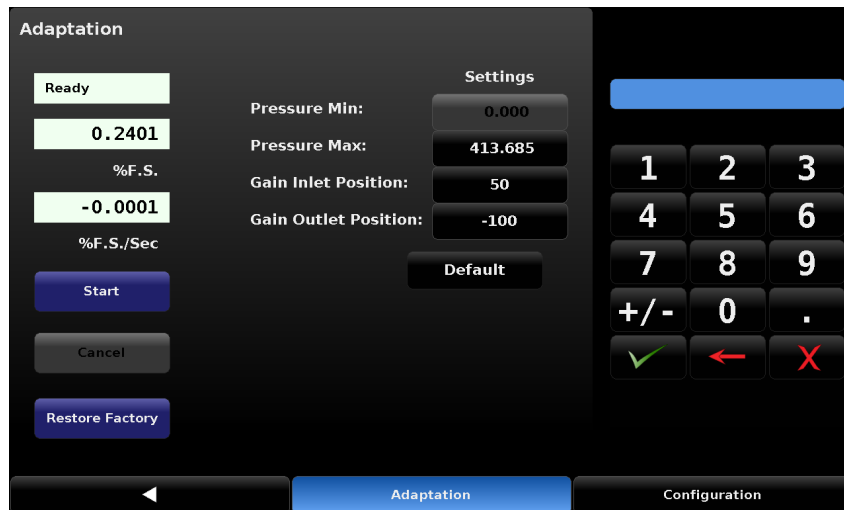 Adaptation
Ready
0.2401
%F.S.
-0.0001
%F.S./Sec
Start
Cancel
Restore Factory
Settings
Pressure Min: 0.000
Pressure Max: 413.685
Gain Inlet Position: 50
Gain Outlet Position: -100
Default
1 2 3
4 5 6
7 8 9
+/- 0 .
X
Adaptation Configuration